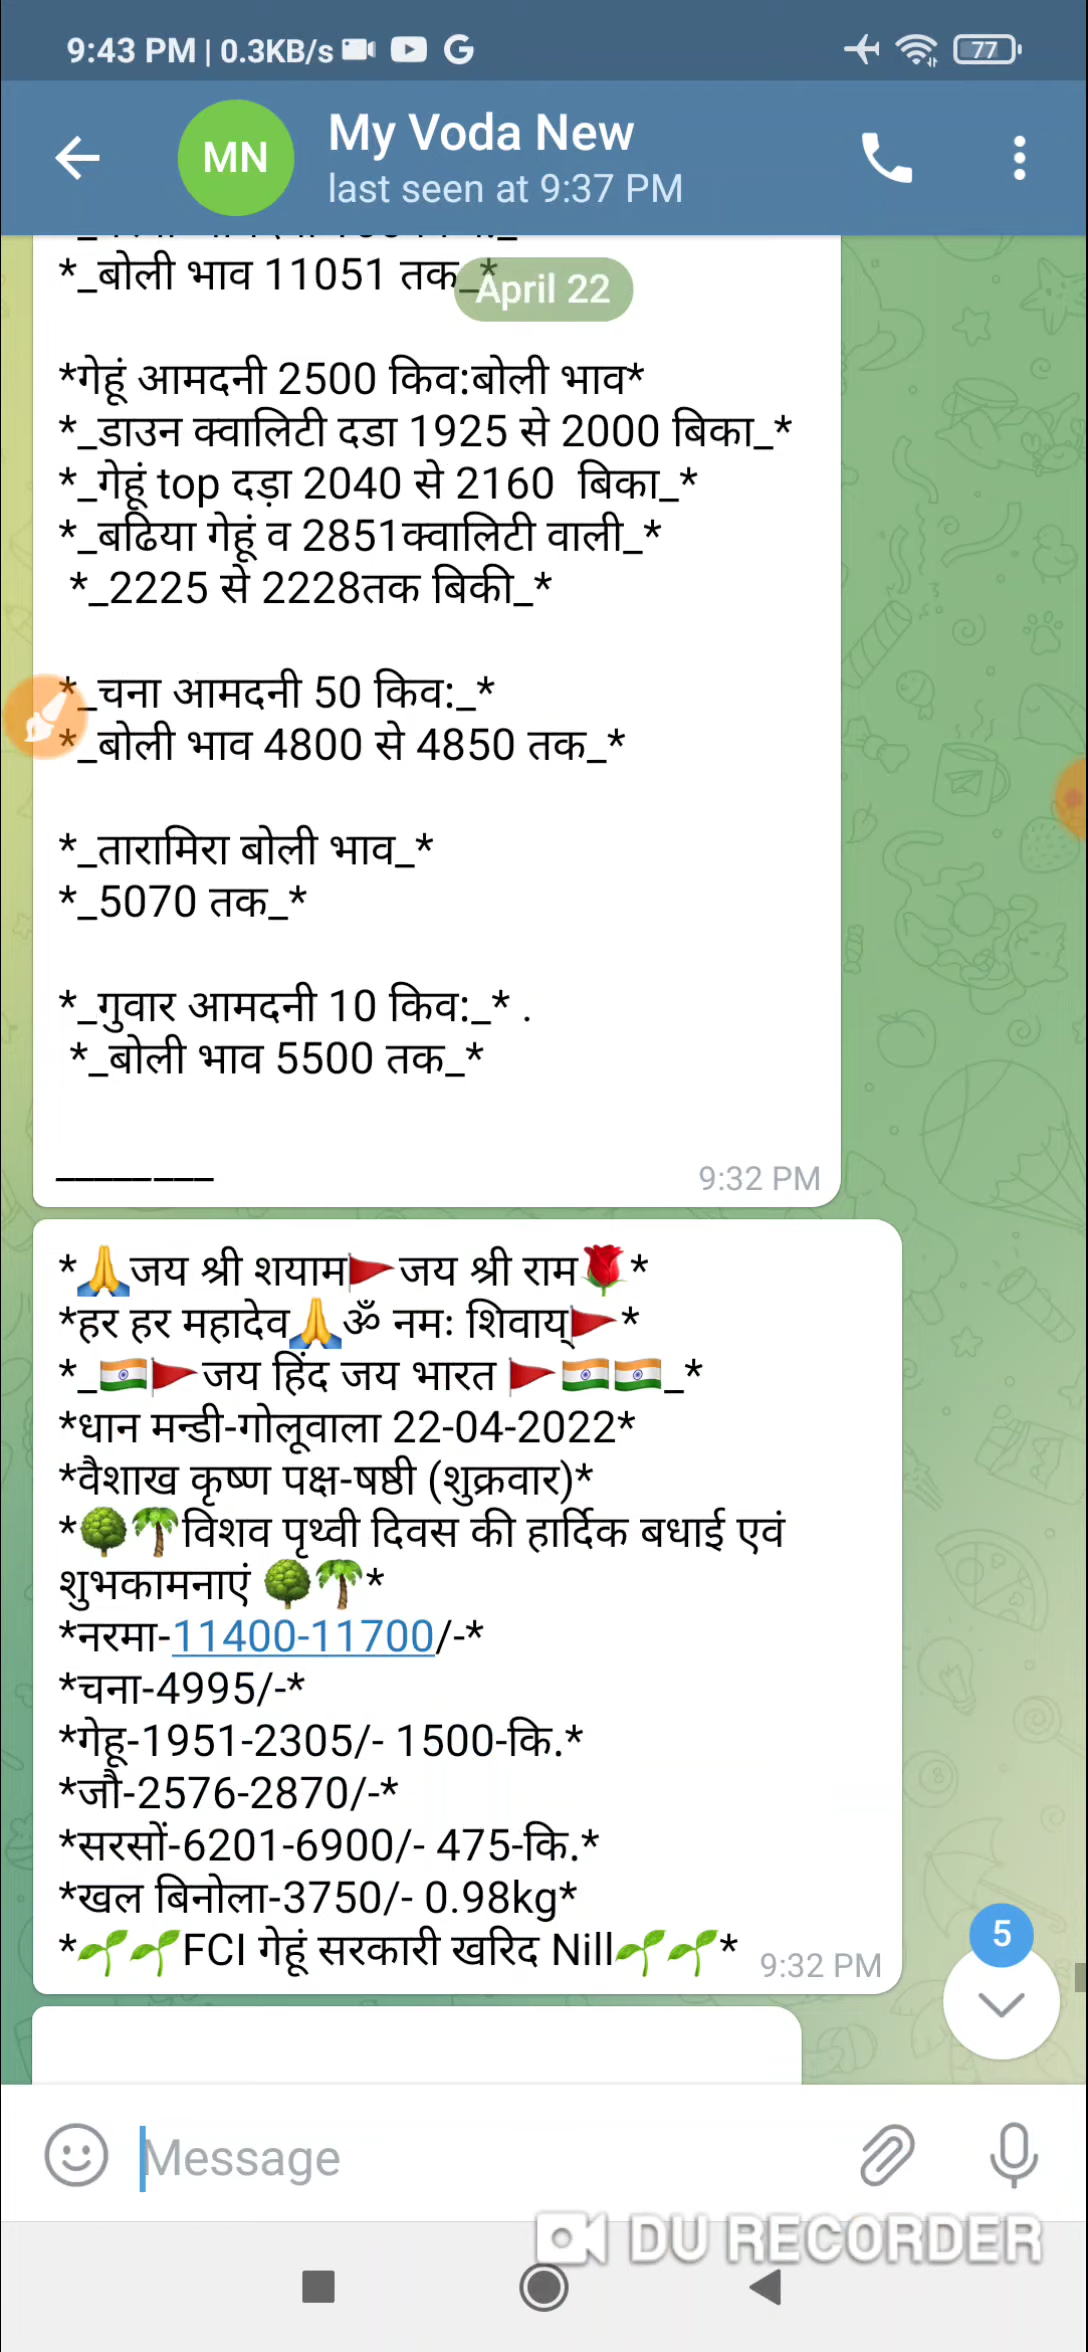 9:43 PM | 0.3KB/s
77
MN
My Voda New
last seen at 9:37 PM
*_बोली भाव 11051 तक_*
April 22
*गेहूं आमदनी 2500 किव:बोली भाव*
*_डाउन क्वालिटी दडा 1925 से 2000 बिका_*
*_गेहूं top दड़ा 2040 से 2160  बिका_*
*_बढिया गेहूं व 2851क्वालिटी वाली_*
*_2225 से 2228तक बिकी_*
*_चना आमदनी 50 किव:_*
*_बोली भाव 4800 से 4850 तक_*
*_तारामिरा बोली भाव_*
*_5070 तक_*
*_गुवार आमदनी 10 किव:_* .
*_बोली भाव 5500 तक_*
________
9:32 PM
*🙏जय श्री शयाम🚩जय श्री राम🌹*
*हर हर महादेव🙏ॐ नमः शिवाय्🚩*
*_🇮🇳🚩जय हिंद जय भारत🚩🇮🇳🇮🇳_*
*धान मन्डी-गोलूवाला 22-04-2022*
*वैशाख कृष्ण पक्ष-षष्ठी (शुक्रवार)*
*🌳🌴विशव पृथ्वी दिवस की हार्दिक बधाई एवं
शुभकामनाएं 🌳🌴*
*नरमा-11400-11700/-*
*चना-4995/-*
*गेहू-1951-2305/- 1500-कि.*
*जौ-2576-2870/-*
*सरसों-6201-6900/- 475-कि.*
*खल बिनोला-3750/- 0.98kg*
*🌱🌱FCI गेहूं सरकारी खरिद Nill🌱🌱*
9:32 PM
5
Message
DU RECORDER